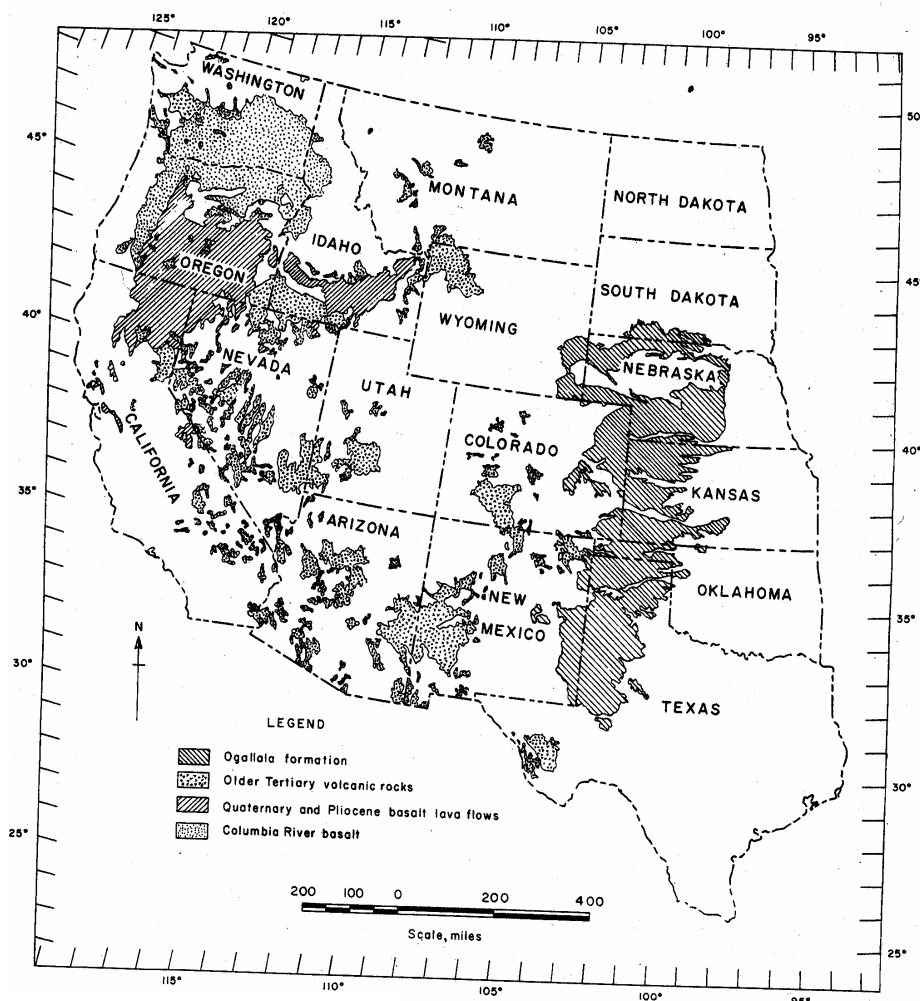 125° 120° 115° 110° 105° 100° 95°
50°
45°
45°
40°
40°
35°
35°
30°
30°
25°
25°
115° 110° 105° 100° 95°
WASHINGTON
MONTANA
NORTH DAKOTA
IDAHO
OREGON
SOUTH DAKOTA
WYOMING
NEVADA
NEBRASKA
UTAH
CALIFORNIA
COLORADO
KANSAS
ARIZONA
NEW
MEXICO
OKLAHOMA
TEXAS
N
LEGEND
Ogallala formation
Older Tertiary volcanic rocks
Quaternary and Pliocene basalt lava flows
Columbia River basalt
200 100 0 200 400
Scale, miles